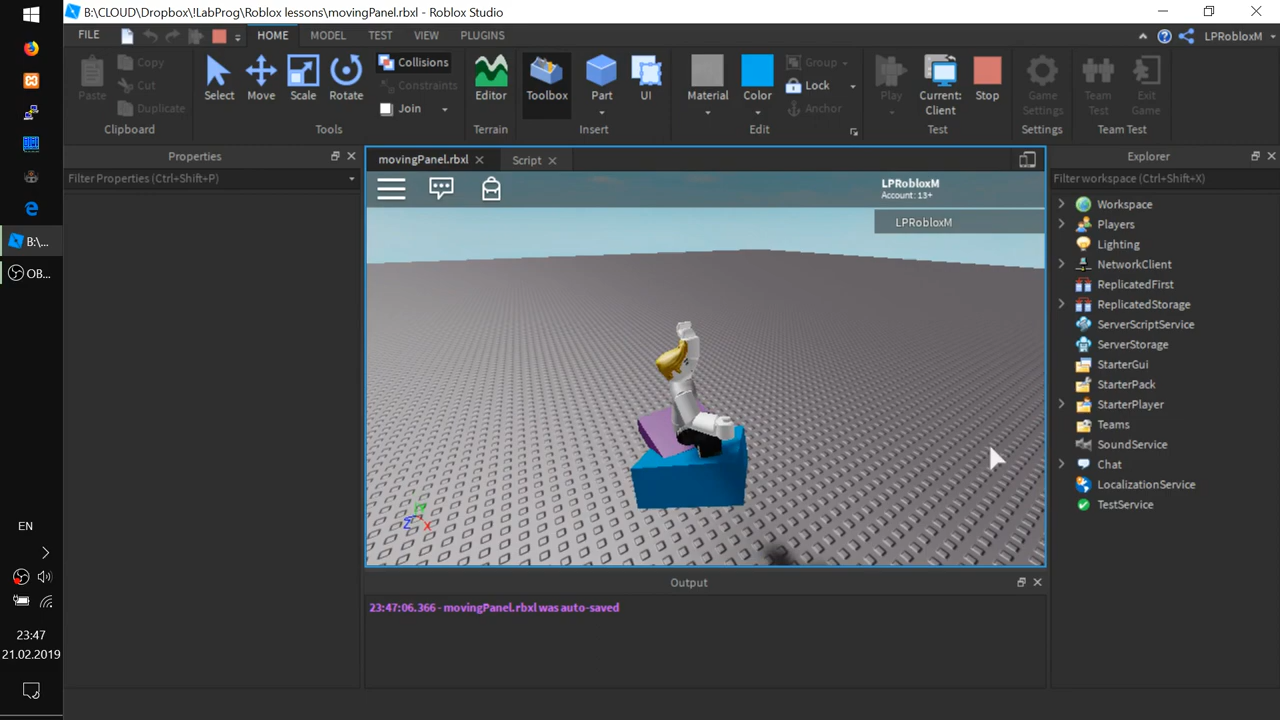 B:\CLOUD\Dropbox\!LabProg\Roblox lessons\movingPanel.rbxl - Roblox Studio
FILE HOME MODEL TEST VIEW PLUGINS LPRobloxM
Paste Copy Cut Duplicate
Clipboard
Select Move Scale Rotate Collisions Constraints Join
Tools
Editor
Terrain
Toolbox Part UI
Insert
Material Color Group Lock Anchor
Edit
Play Current: Client Stop
Test
Game Settings
Settings
Team Test Exit Game
Team Test
Properties
Filter Properties (Ctrl+Shift+P)
movingPanel.rbxl Script
LPRobloxM
Account: 13+
LPRobloxM
Output
23:47:06.366 - movingPanel.rbxl was auto-saved
Explorer
Filter workspace (Ctrl+Shift+X)
Workspace
Players
Lighting
NetworkClient
ReplicatedFirst
ReplicatedStorage
ServerScriptService
ServerStorage
StarterGui
StarterPack
StarterPlayer
Teams
SoundService
Chat
LocalizationService
TestService
B:\...
OB...
EN
23:47
21.02.2019